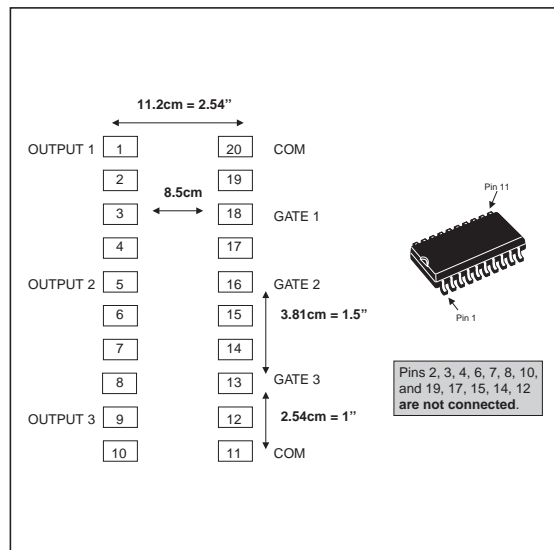 11.2cm = 2.54”
OUTPUT 1 1 20 COM
2 19
8.5cm
3 18 GATE 1
4 17
OUTPUT 2 5 16 GATE 2
6 15
3.81cm = 1.5”
7 14
8 13 GATE 3
OUTPUT 3 9 12
2.54cm = 1”
10 11 COM
Pin 11
Pin 1
Pins 2, 3, 4, 6, 7, 8, 10,
and 19, 17, 15, 14, 12
are not connected.